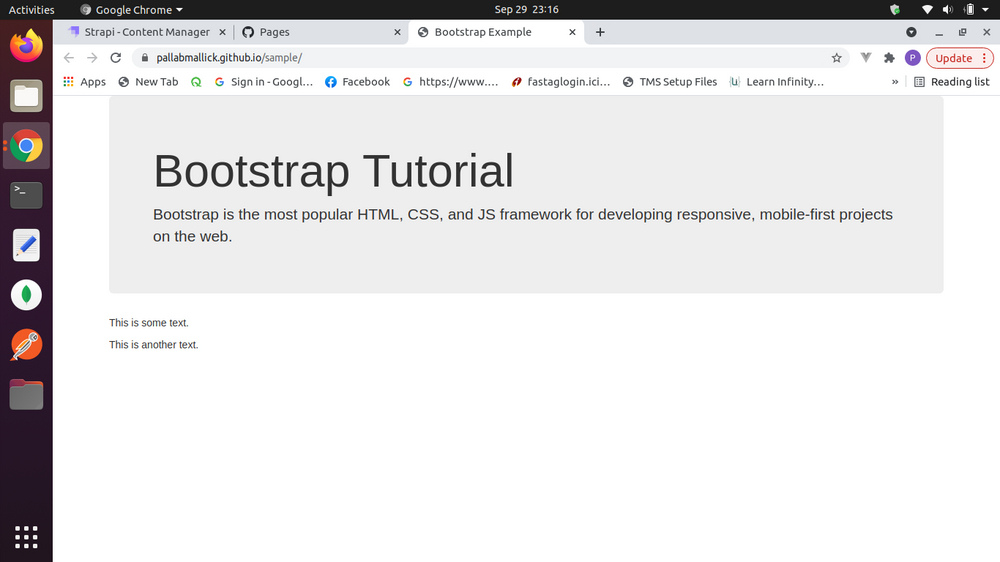 Activities Google Chrome Sep 29 23:16
Strapi - Content Manager Pages Bootstrap Example
pallabmallick.github.io/sample/ P Update
Apps New Tab Sign in - Googl… Facebook https://www.… fastaglogin.ici… TMS Setup Files Learn Infinity… » Reading list
Bootstrap Tutorial
Bootstrap is the most popular HTML, CSS, and JS framework for developing responsive, mobile-first projects
on the web.
This is some text.
This is another text.